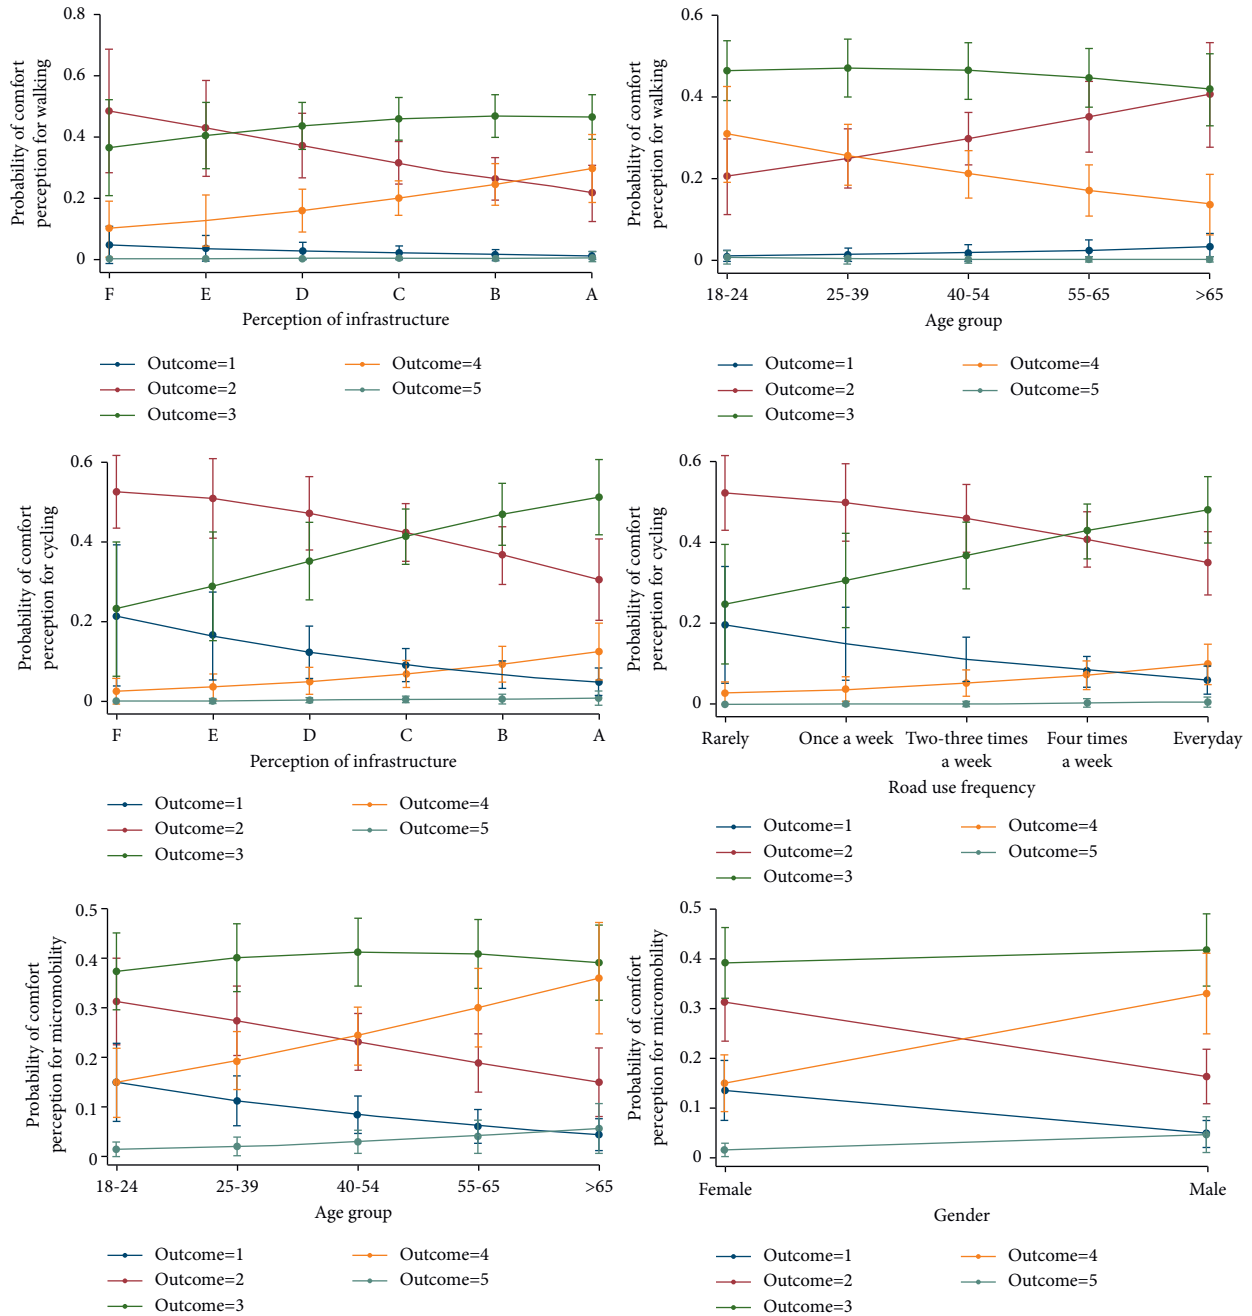 Probability of comfort
perception for walking
0.8
0.6
0.4
0.2
0
F E D C B A
Perception of infrastructure
Outcome=1
Outcome=2
Outcome=3
Outcome=4
Outcome=5
Probability of comfort
perception for walking
0.6
0.4
0.2
0
18-24 25-39 40-54 55-65 >65
Age group
Outcome=1
Outcome=2
Outcome=3
Outcome=4
Outcome=5
Probability of comfort
perception for cycling
0.6
0.4
0.2
0
F E D C B A
Perception of infrastructure
Outcome=1
Outcome=2
Outcome=3
Outcome=4
Outcome=5
Probability of comfort
perception for cycling
0.6
0.4
0.2
0
Rarely Once a week Two-three times Four times Everyday
a week a week
Road use frequency
Outcome=1
Outcome=2
Outcome=3
Outcome=4
Outcome=5
Probability of comfort
perception for micromobility
0.5
0.4
0.3
0.2
0.1
0
18-24 25-39 40-54 55-65 >65
Age group
Outcome=1
Outcome=2
Outcome=3
Outcome=4
Outcome=5
Probability of comfort
perception for micromobility
0.5
0.4
0.3
0.2
0.1
0
Female Male
Gender
Outcome=1
Outcome=2
Outcome=3
Outcome=4
Outcome=5